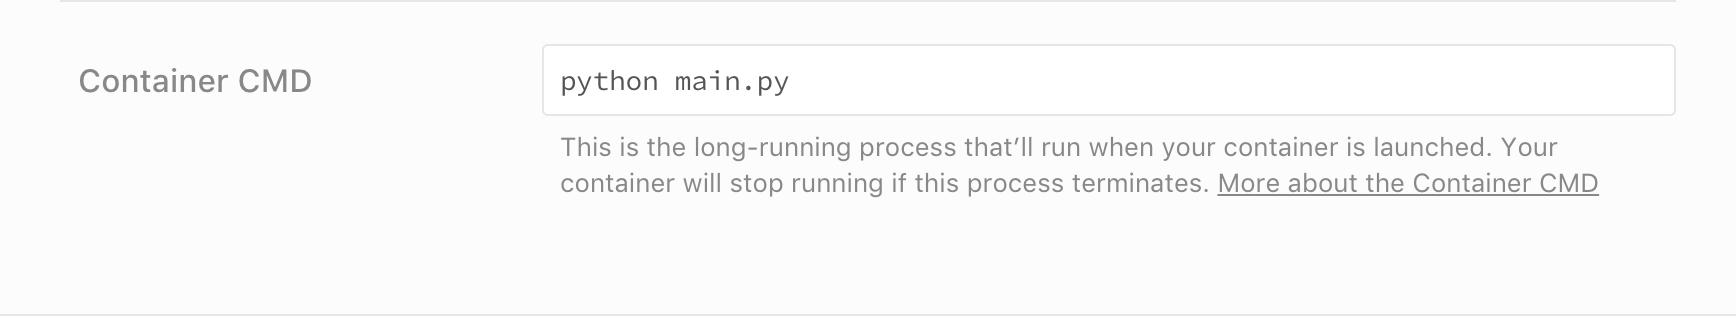 Container CMD
python main.py
This is the long-running process that’ll run when your container is launched. Your
container will stop running if this process terminates. More about the Container CMD